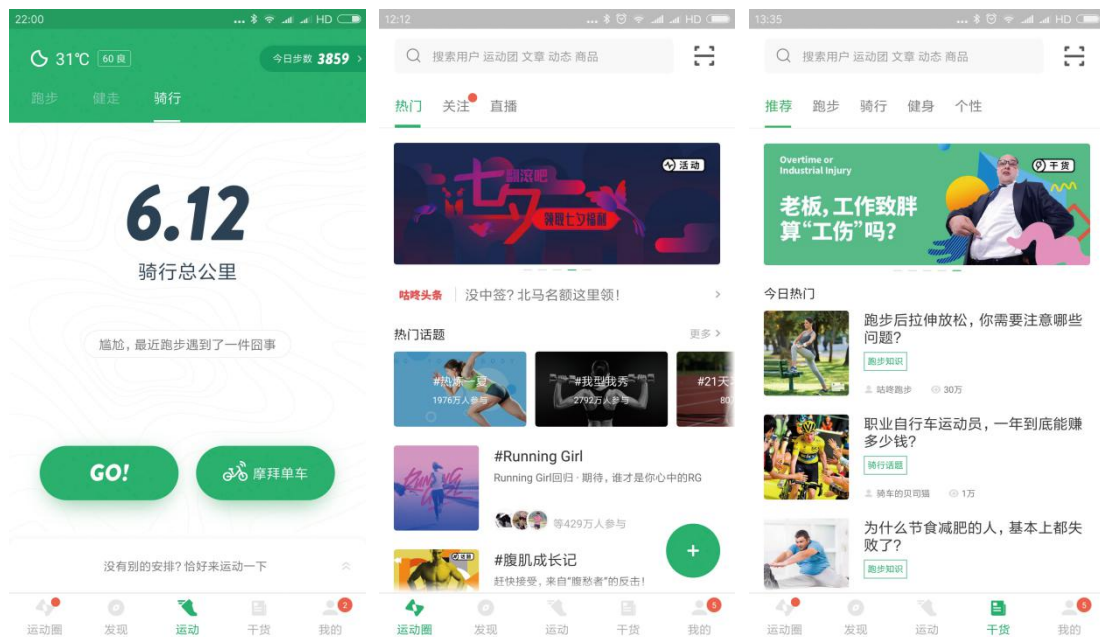 22:00
HD
31℃
60 良
今日步数 3859
跑步
健走
骑行
6.12
骑行总公里
尴尬，最近跑步遇到了一件囧事
GO!
摩拜单车
没有别的安排? 恰好来运动一下
运动圈
发现
运动
干货
2
我的
12:12
HD
搜索用户 运动团 文章 动态 商品
热门
关注
直播
活动
翻滚吧
七夕
领取七夕福利
咕咚头条
没中签? 北马名额这里领！
热门话题
更多
#热炼一夏
1976万人参与
#我型我秀
2792万人参与
#21天
80
#Running Girl
Running Girl回归 · 期待，谁才是你心中的RG
等429万人参与
#腹肌成长记
赶快接受，来自“腹愁者”的反击！
+
运动圈
发现
运动
干货
5
我的
13:35
HD
搜索用户 运动团 文章 动态 商品
推荐
跑步
骑行
健身
个性
Overtime or
Industrial Injury
干货
老板，工作致胖
算“工伤”吗?
今日热门
跑步后拉伸放松，你需要注意哪些
问题?
跑步知识
咕咚跑步
30万
职业自行车运动员，一年到底能赚
多少钱?
骑行话题
骑车的贝司猫
1万
为什么节食减肥的人，基本上都失
败了?
跑步知识
运动圈
发现
运动
干货
5
我的